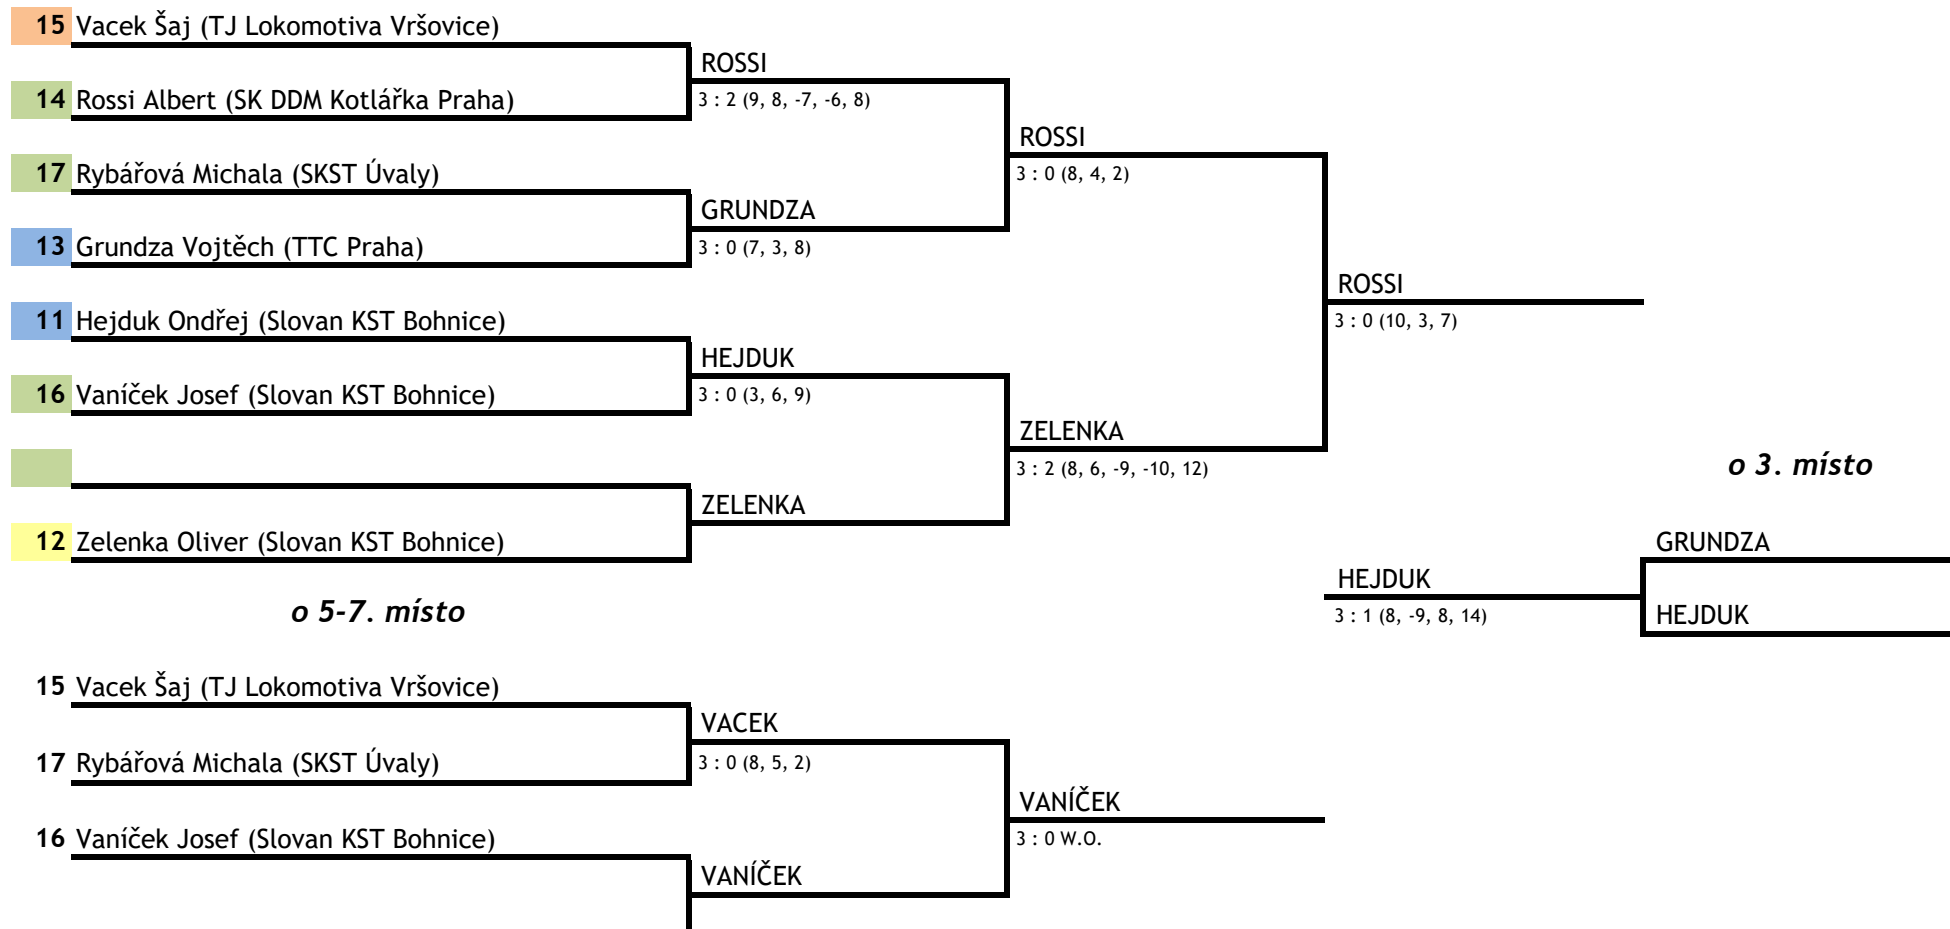 15 Vacek Šaj (TJ Lokomotiva Vršovice)
ROSSI
14 Rossi Albert (SK DDM Kotlářka Praha)
3 : 2 (9, 8, -7, -6, 8)
ROSSI
17 Rybářová Michala (SKST Úvaly)
3 : 0 (8, 4, 2)
GRUNDZA
13 Grundza Vojtěch (TTC Praha)
3 : 0 (7, 3, 8)
ROSSI
11 Hejduk Ondřej (Slovan KST Bohnice)
3 : 0 (10, 3, 7)
HEJDUK
16 Vaníček Josef (Slovan KST Bohnice)
3 : 0 (3, 6, 9)
ZELENKA
3 : 2 (8, 6, -9, -10, 12)
o 3. místo
ZELENKA
12 Zelenka Oliver (Slovan KST Bohnice)
GRUNDZA
HEJDUK
3 : 1 (8, -9, 8, 14)
HEJDUK
o 5-7. místo
15 Vacek Šaj (TJ Lokomotiva Vršovice)
VACEK
17 Rybářová Michala (SKST Úvaly)
3 : 0 (8, 5, 2)
VANÍČEK
16 Vaníček Josef (Slovan KST Bohnice)
3 : 0 W.O.
VANÍČEK